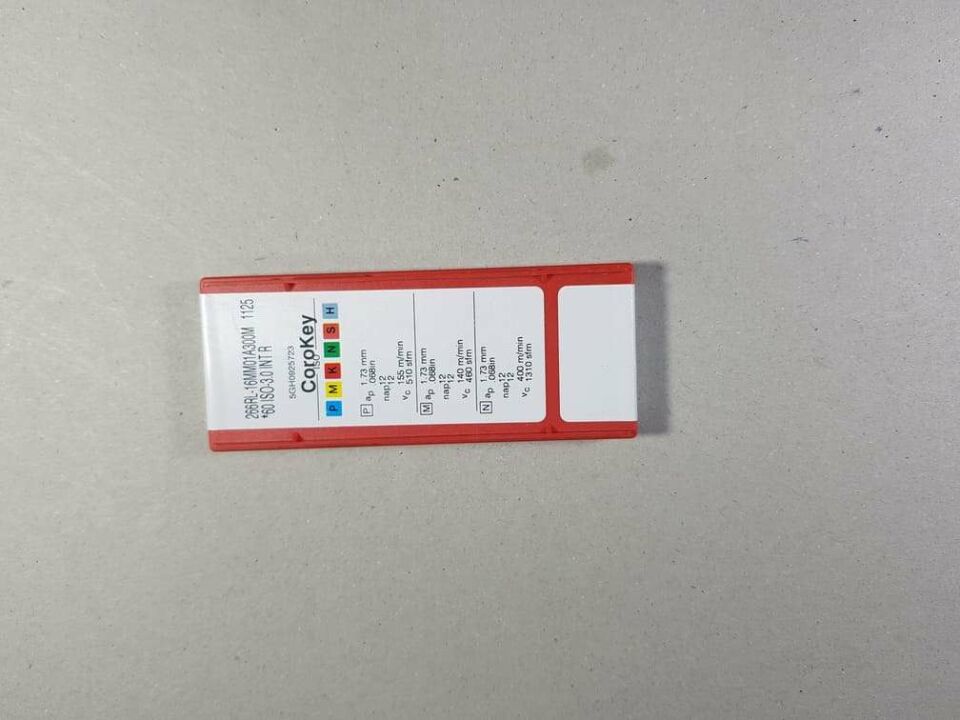 266RL-16MM01A300M 1125
*60 ISO-3.0 INT R
5GH0925723
CoroKey
ISO
P M K N S H
P ap 1,73 mm
.068in
nap 12
12
vc 155 m/min
510 sfm
M ap 1,73 mm
.068in
nap 12
12
vc 140 m/min
460 sfm
N ap 1,73 mm
.068in
nap 12
12
vc 400 m/min
1310 sfm